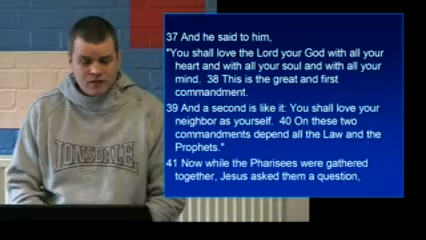 37 And he said to him,
"You shall love the Lord your God with all your
heart and with all your soul and with all your
mind.  38 This is the great and first
commandment.
39 And a second is like it: You shall love your
neighbor as yourself.  40 On these two
commandments depend all the Law and the
Prophets."
41 Now while the Pharisees were gathered
together, Jesus asked them a question,
LONSDALE